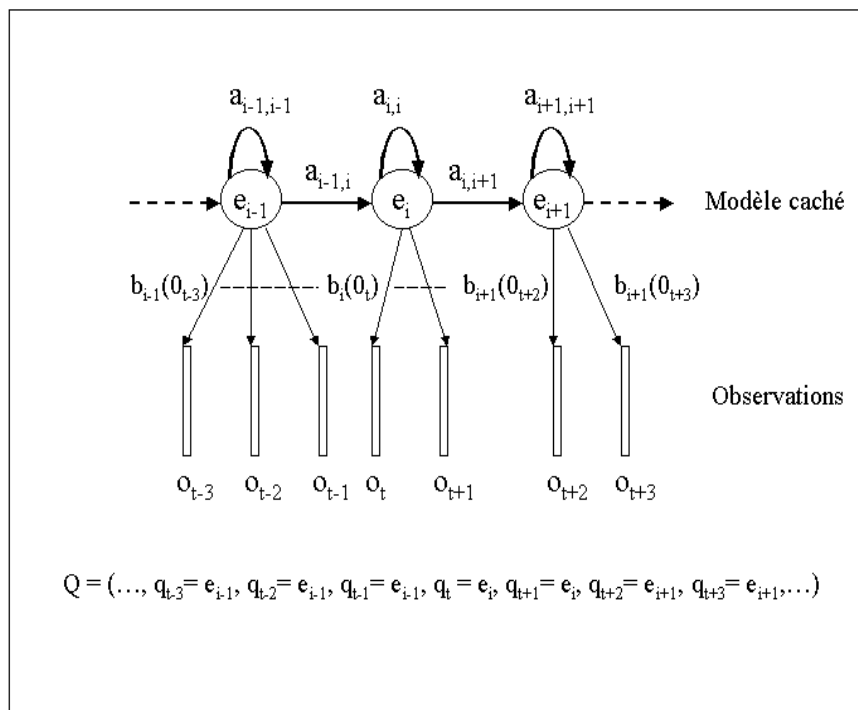 a_{i-1,i-1} a_{i,i} a_{i+1,i+1}
a_{i-1,i} a_{i,i+1}
e_{i-1} e_i e_{i+1} Modèle caché
b_{i-1}(0_{t-3}) b_i(0_t) b_{i+1}(0_{t+2}) b_{i+1}(0_{t+3})
Observations
o_{t-3} o_{t-2} o_{t-1} o_t o_{t+1} o_{t+2} o_{t+3}
Q = (…, q_{t-3}= e_{i-1}, q_{t-2}= e_{i-1}, q_{t-1}= e_{i-1}, q_t = e_i, q_{t+1}= e_i, q_{t+2}= e_{i+1}, q_{t+3}= e_{i+1},…)